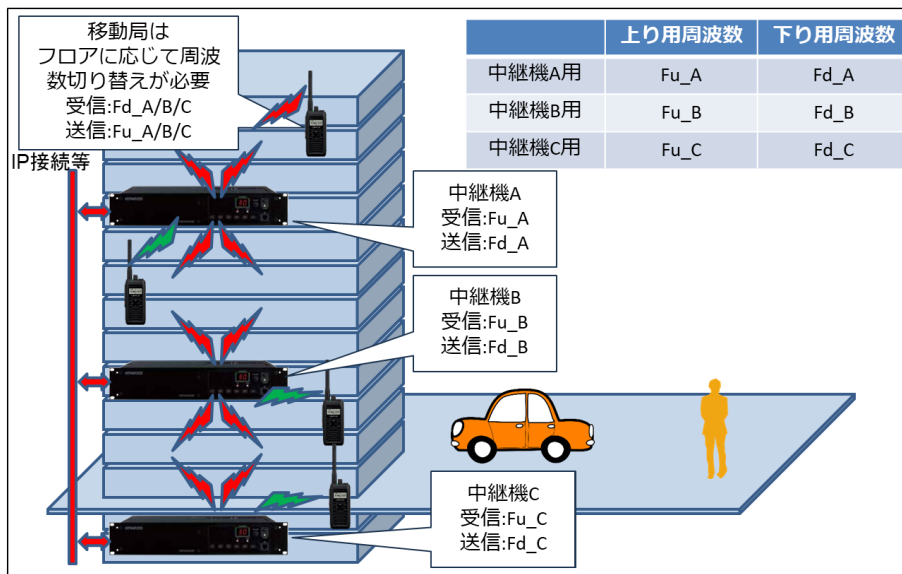 移動局は
フロアに応じて周波
数切り替えが必要
受信:Fd_A/B/C
送信:Fu_A/B/C
上り用周波数 下り用周波数
中継機A用 Fu_A Fd_A
中継機B用 Fu_B Fd_B
中継機C用 Fu_C Fd_C
IP接続等
中継機A
受信:Fu_A
送信:Fd_A
中継機B
受信:Fu_B
送信:Fd_B
中継機C
受信:Fu_C
送信:Fd_C